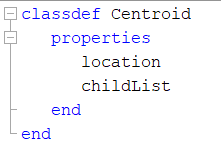 classdef Centroid
properties
location
childList
end
end